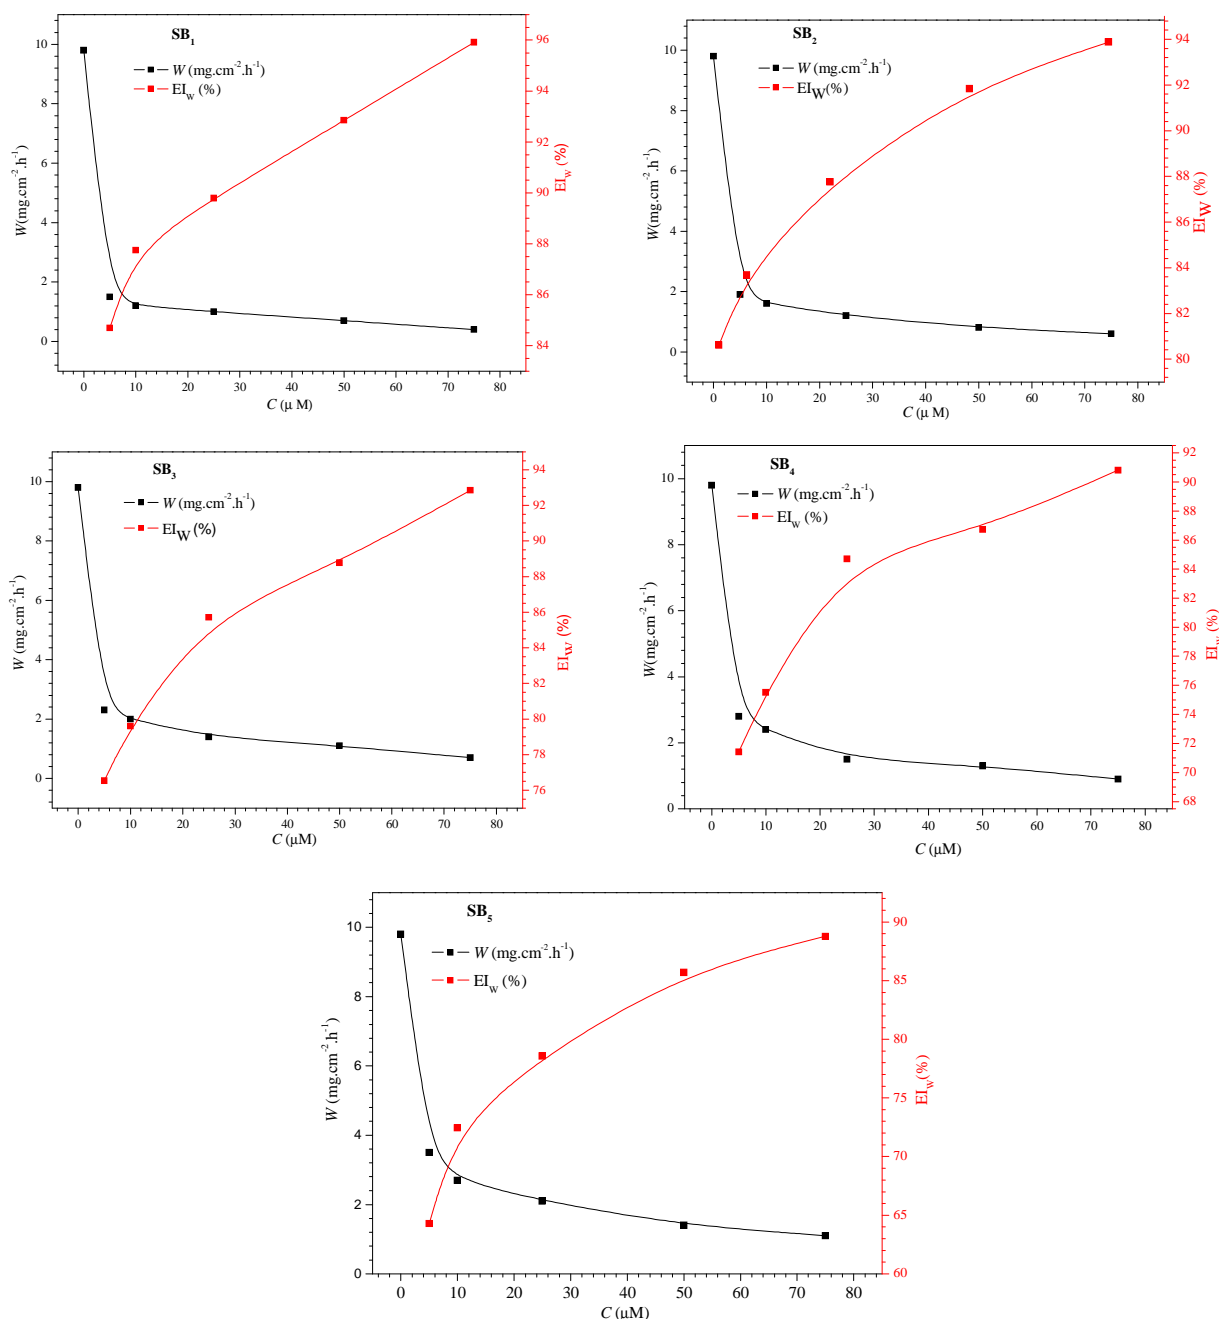 SB1
W (mg.cm-2.h-1)
EIW (%)
W(mg.cm-2.h-1)
10
8
6
4
2
0
96
94
92
90
88
86
84
EIW (%)
0 10 20 30 40 50 60 70 80
C (μ M)
SB2
W (mg.cm-2.h-1)
EIW(%)
W(mg.cm-2.h-1)
10
8
6
4
2
0
94
92
90
88
86
84
82
80
EIW (%)
0 10 20 30 40 50 60 70 80
C (μ M)
SB3
W (mg.cm-2.h-1)
EIW (%)
W (mg.cm-2.h-1)
10
8
6
4
2
0
94
92
90
88
86
84
82
80
78
76
EIW (%)
0 10 20 30 40 50 60 70 80
C (μM)
SB4
W (mg.cm-2.h-1)
EIW (%)
W(mg.cm-2.h-1)
10
8
6
4
2
0
92
90
88
86
84
82
80
78
76
74
72
70
68
EIW (%)
0 10 20 30 40 50 60 70 80
C (μM)
SB5
W (mg.cm-2.h-1)
EIW (%)
W (mg.cm-2.h-1)
10
8
6
4
2
0
90
85
80
75
70
65
60
EIW(%)
0 10 20 30 40 50 60 70 80
C (μM)